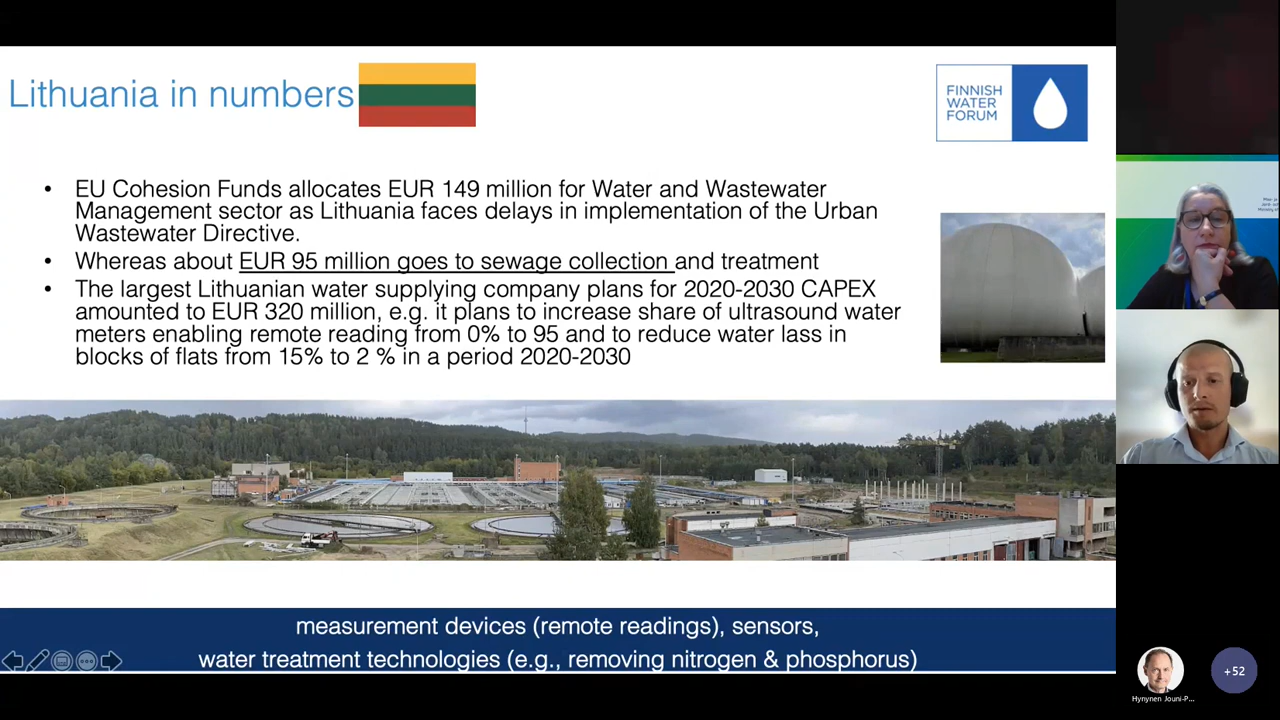 Lithuania in numbers
FINNISH
WATER
FORUM
• EU Cohesion Funds allocates EUR 149 million for Water and Wastewater
Management sector as Lithuania faces delays in implementation of the Urban
Wastewater Directive.
• Whereas about EUR 95 million goes to sewage collection and treatment
• The largest Lithuanian water supplying company plans for 2020-2030 CAPEX
amounted to EUR 320 million, e.g. it plans to increase share of ultrasound water
meters enabling remote reading from 0% to 95 and to reduce water lass in
blocks of flats from 15% to 2 % in a period 2020-2030
measurement devices (remote readings), sensors,
water treatment technologies (e.g., removing nitrogen & phosphorus)
Hynynen Jouni-P...
+52